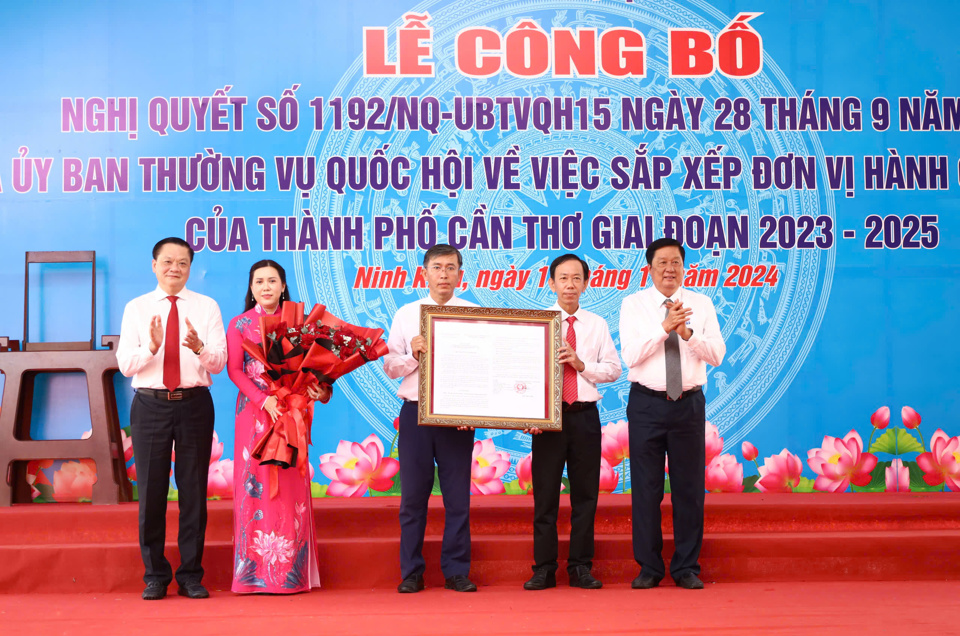 LỄ CÔNG BỐ
NGHỊ QUYẾT SỐ 1192/NQ-UBTVQH15 NGÀY 28 THÁNG 9 NĂM
ỦY BAN THƯỜNG VỤ QUỐC HỘI VỀ VIỆC SẮP XẾP ĐƠN VỊ HÀNH
CỦA THÀNH PHỐ CẦN THƠ GIAI ĐOẠN 2023 - 2025
Ninh ngày năm 2024